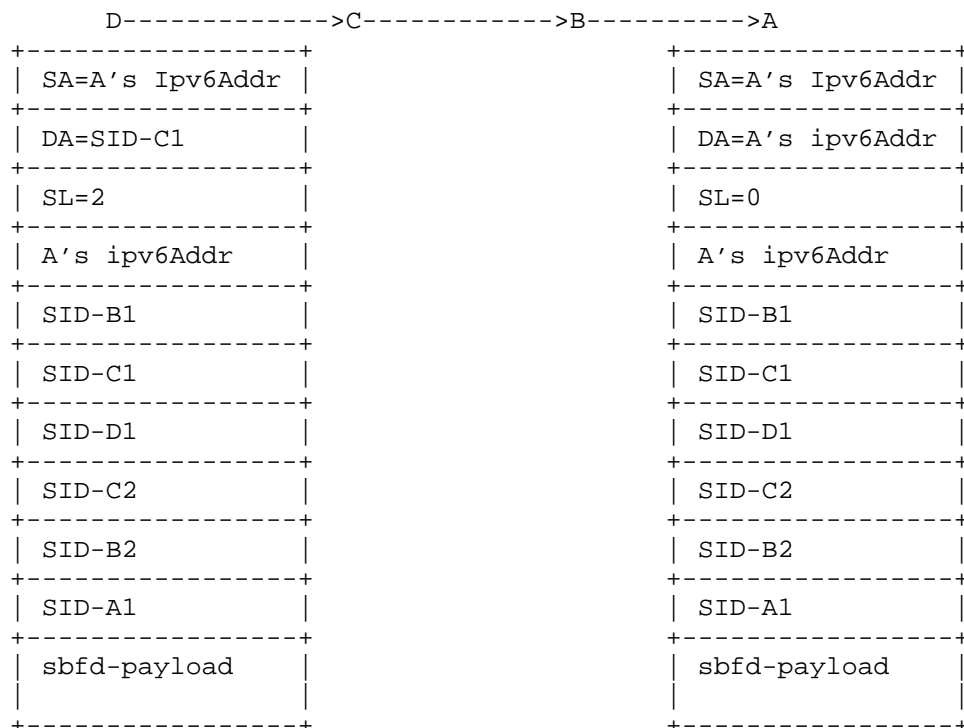 D------------->C------------>B---------->A
+-----------------+ +-----------------+
| SA=A's Ipv6Addr | | SA=A's Ipv6Addr |
+-----------------+ +-----------------+
| DA=SID-C1 | | DA=A's ipv6Addr |
+-----------------+ +-----------------+
| SL=2 | | SL=0 |
+-----------------+ +-----------------+
| A's ipv6Addr | | A's ipv6Addr |
+-----------------+ +-----------------+
| SID-B1 | | SID-B1 |
+-----------------+ +-----------------+
| SID-C1 | | SID-C1 |
+-----------------+ +-----------------+
| SID-D1 | | SID-D1 |
+-----------------+ +-----------------+
| SID-C2 | | SID-C2 |
+-----------------+ +-----------------+
| SID-B2 | | SID-B2 |
+-----------------+ +-----------------+
| SID-A1 | | SID-A1 |
+-----------------+ +-----------------+
| sbfd-payload | | sbfd-payload |
| | | |
+-----------------+ +-----------------+